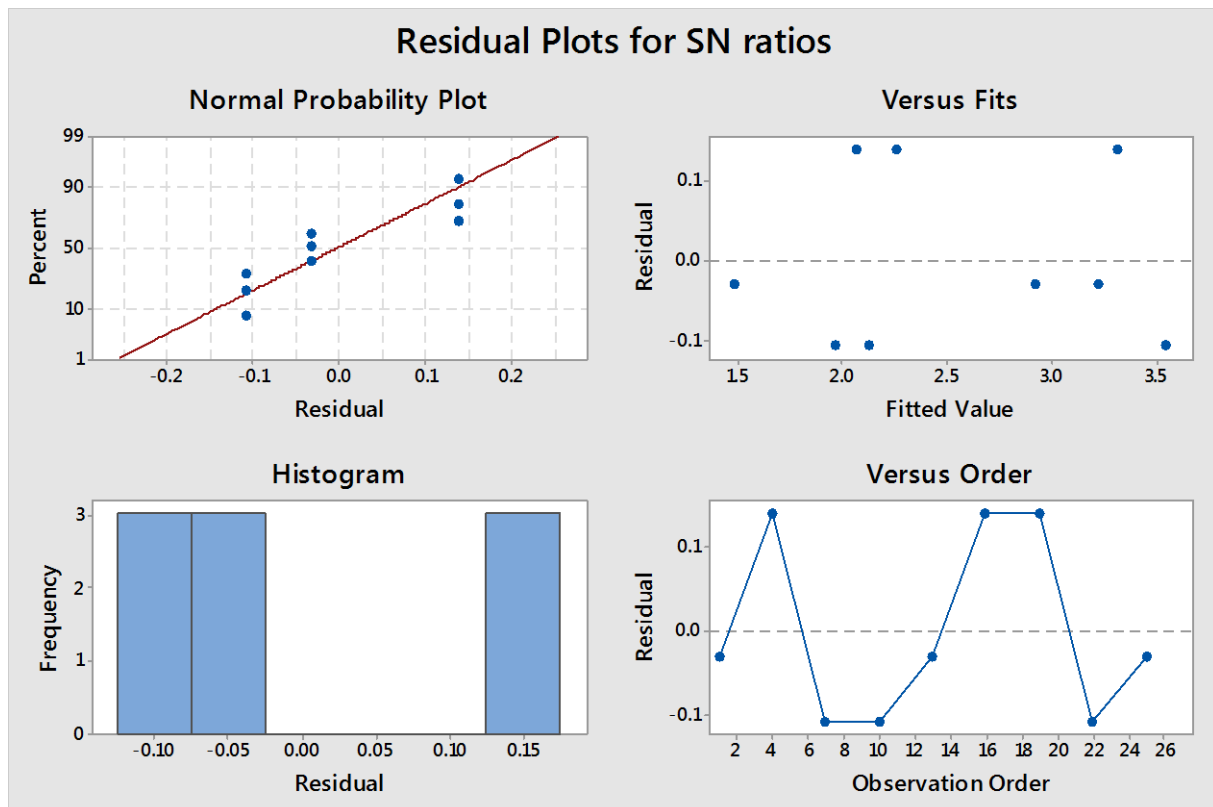 Residual Plots for SN ratios
Normal Probability Plot
Percent
99
90
50
10
1
-0.2 -0.1 0.0 0.1 0.2
Residual
Versus Fits
Residual
0.1
0.0
-0.1
1.5 2.0 2.5 3.0 3.5
Fitted Value
Histogram
Frequency
3
2
1
0
-0.10 -0.05 0.00 0.05 0.10 0.15
Residual
Versus Order
Residual
0.1
0.0
-0.1
2 4 6 8 10 12 14 16 18 20 22 24 26
Observation Order